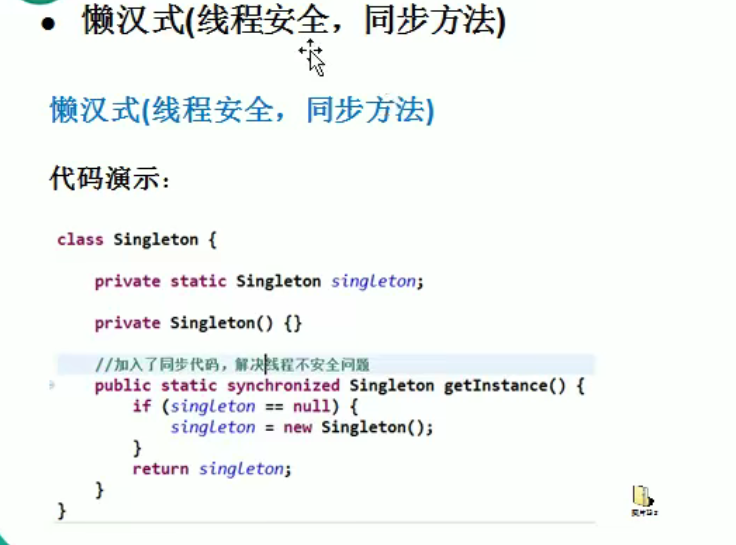 • 懒汉式(线程安全，同步方法)
懒汉式(线程安全，同步方法)
代码演示：
class Singleton {
private static Singleton singleton;
private Singleton() {}
//加入了同步代码，解决线程不安全问题
public static synchronized Singleton getInstance() {
if (singleton == null) {
singleton = new Singleton();
}
return singleton;
}
}